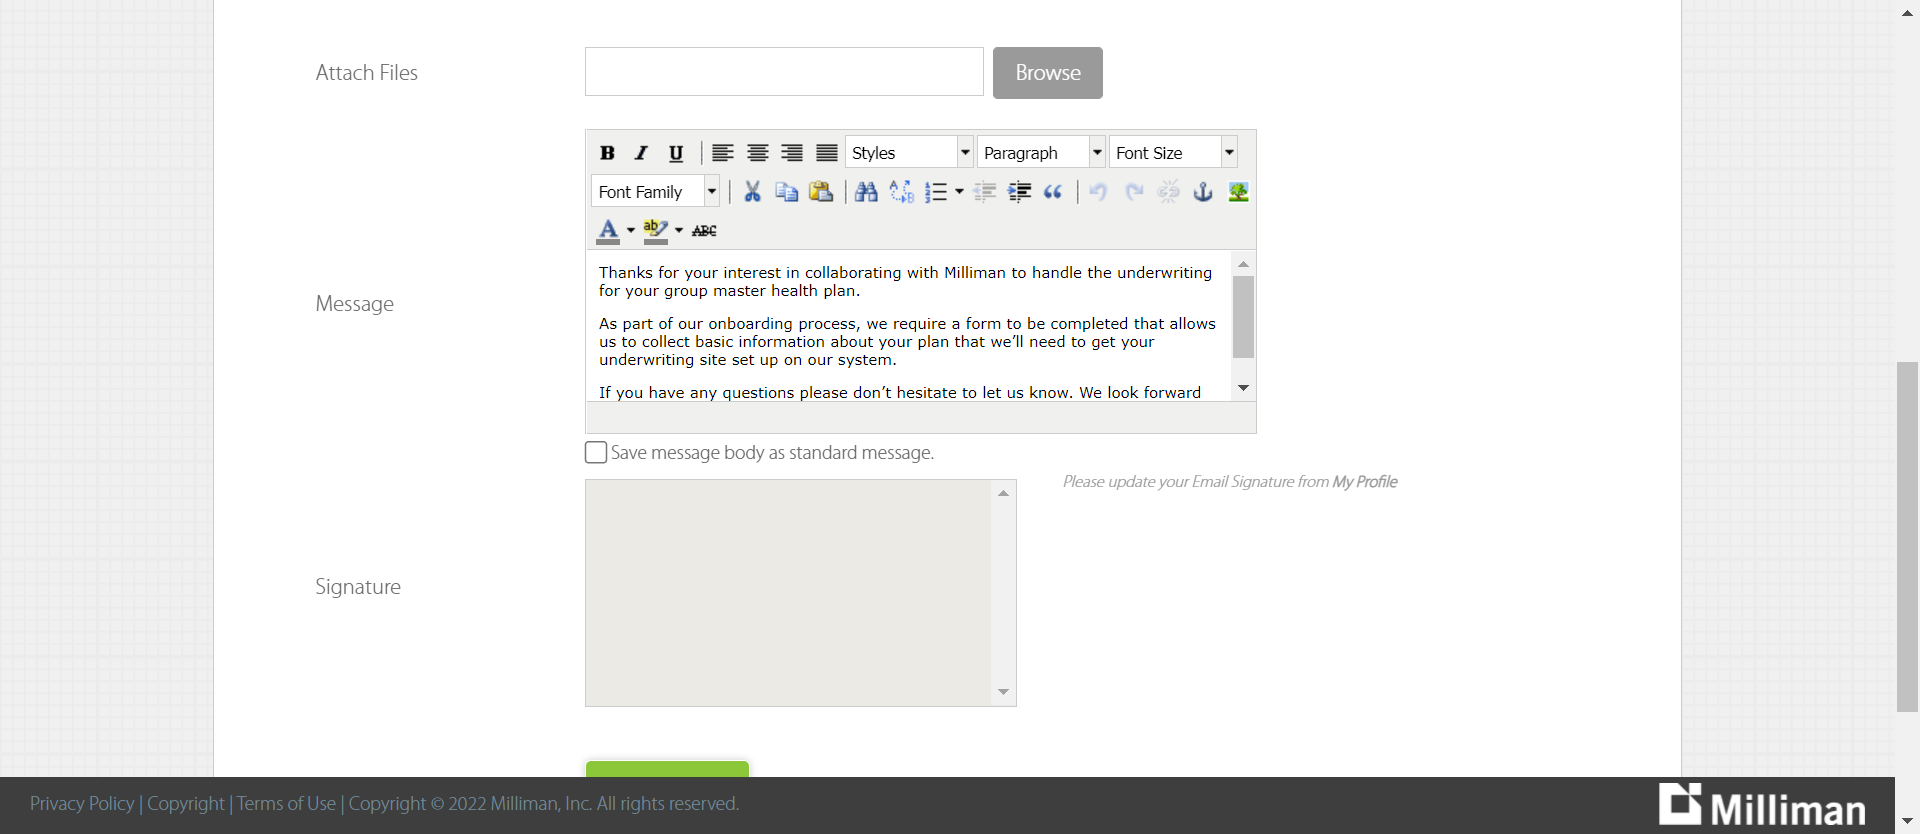 Attach Files
Browse
B I U Styles Paragraph Font Size
Font Family
A ab ABC
Message
Thanks for your interest in collaborating with Milliman to handle the underwriting
for your group master health plan.
As part of our onboarding process, we require a form to be completed that allows
us to collect basic information about your plan that we’ll need to get your
underwriting site set up on our system.
If you have any questions please don’t hesitate to let us know. We look forward
Save message body as standard message.
Please update your Email Signature from My Profile
Signature
Privacy Policy | Copyright | Terms of Use | Copyright © 2022 Milliman, Inc. All rights reserved.
Milliman